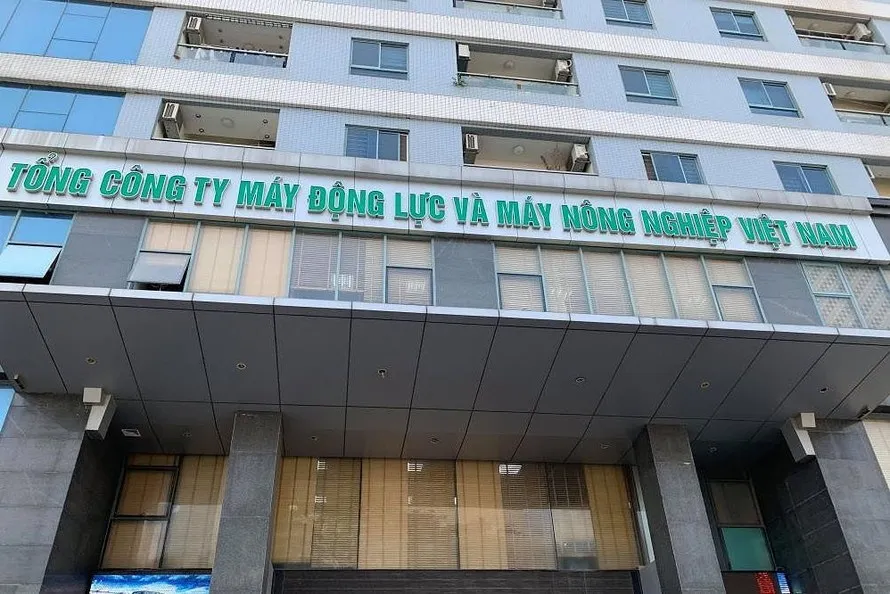 TỔNG CÔNG TY MÁY ĐỘNG LỰC VÀ MÁY NÔNG NGHIỆP VIỆT NAM